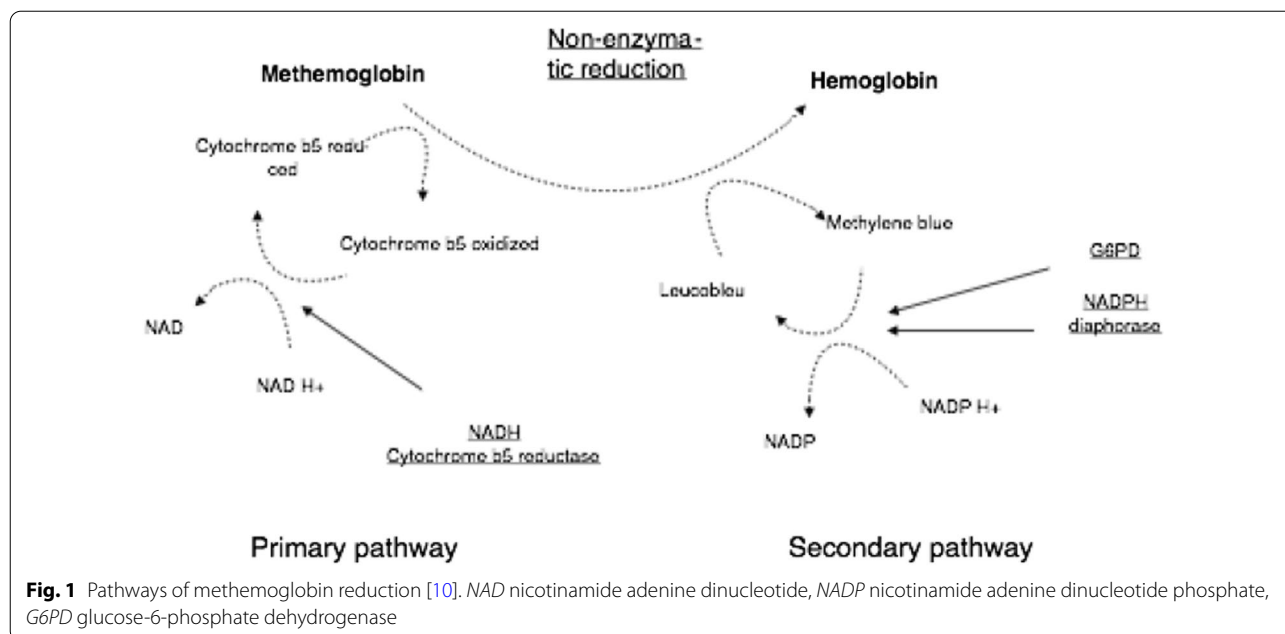 Non-enzyma-
tic reduction
Methemoglobin
Hemoglobin
Cytochrome b5 redu-
ced
Cytochrome b5 oxidized
Methylene blue
G6PD
Leucobleu
NADPH
diaphorase
NAD
NAD H+
NADP H+
NADP
NADH
Cytochrome b5 reductase
Primary pathway
Secondary pathway
Fig. 1 Pathways of methemoglobin reduction [10]. NAD nicotinamide adenine dinucleotide, NADP nicotinamide adenine dinucleotide phosphate,
G6PD glucose-6-phosphate dehydrogenase